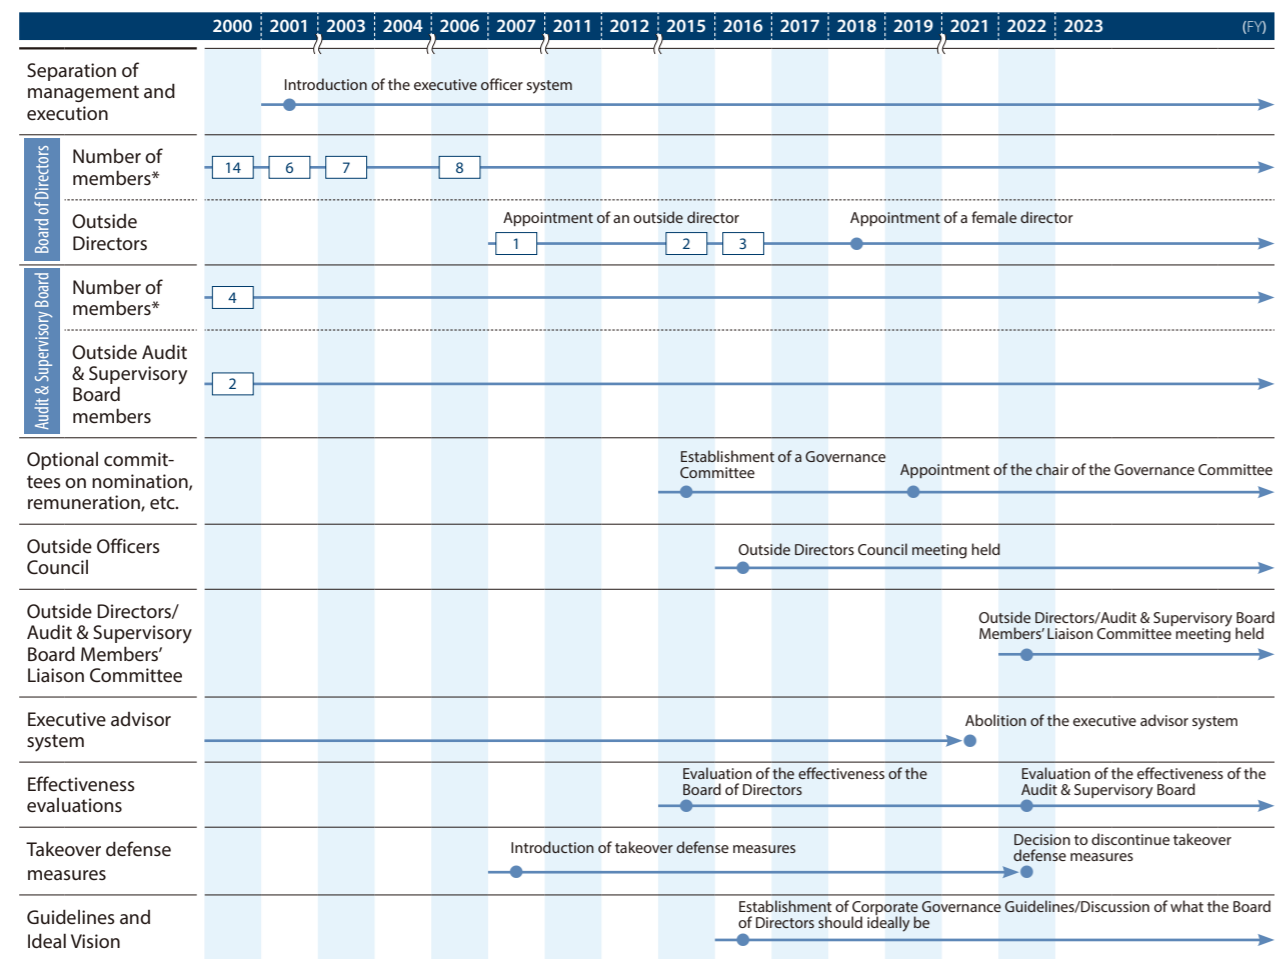 2000 2001 2003 2004 2006 2007 2011 2012 2015 2016 2017 2018 2019 2021 2022 2023 (FY)
Separation of
management and
execution
Introduction of the executive officer system
Board of Directors
Number of
members*
14 6 7 8
Outside
Directors
Appointment of an outside director
1 2 3
Appointment of a female director
Audit & Supervisory Board
Number of
members*
4
Outside Audit
& Supervisory
Board
members
2
Optional commit-
tees on nomination,
remuneration, etc.
Establishment of a Governance
Committee
Appointment of the chair of the Governance Committee
Outside Officers
Council
Outside Directors Council meeting held
Outside Directors/
Audit & Supervisory
Board Members’
Liaison Committee
Outside Directors/Audit & Supervisory Board
Members’ Liaison Committee meeting held
Executive advisor
system
Abolition of the executive advisor system
Effectiveness
evaluations
Evaluation of the effectiveness of the
Board of Directors
Evaluation of the effectiveness of the
Audit & Supervisory Board
Takeover defense
measures
Introduction of takeover defense measures
Decision to discontinue takeover
defense measures
Guidelines and
Ideal Vision
Establishment of Corporate Governance Guidelines/Discussion of what the Board
of Directors should ideally be